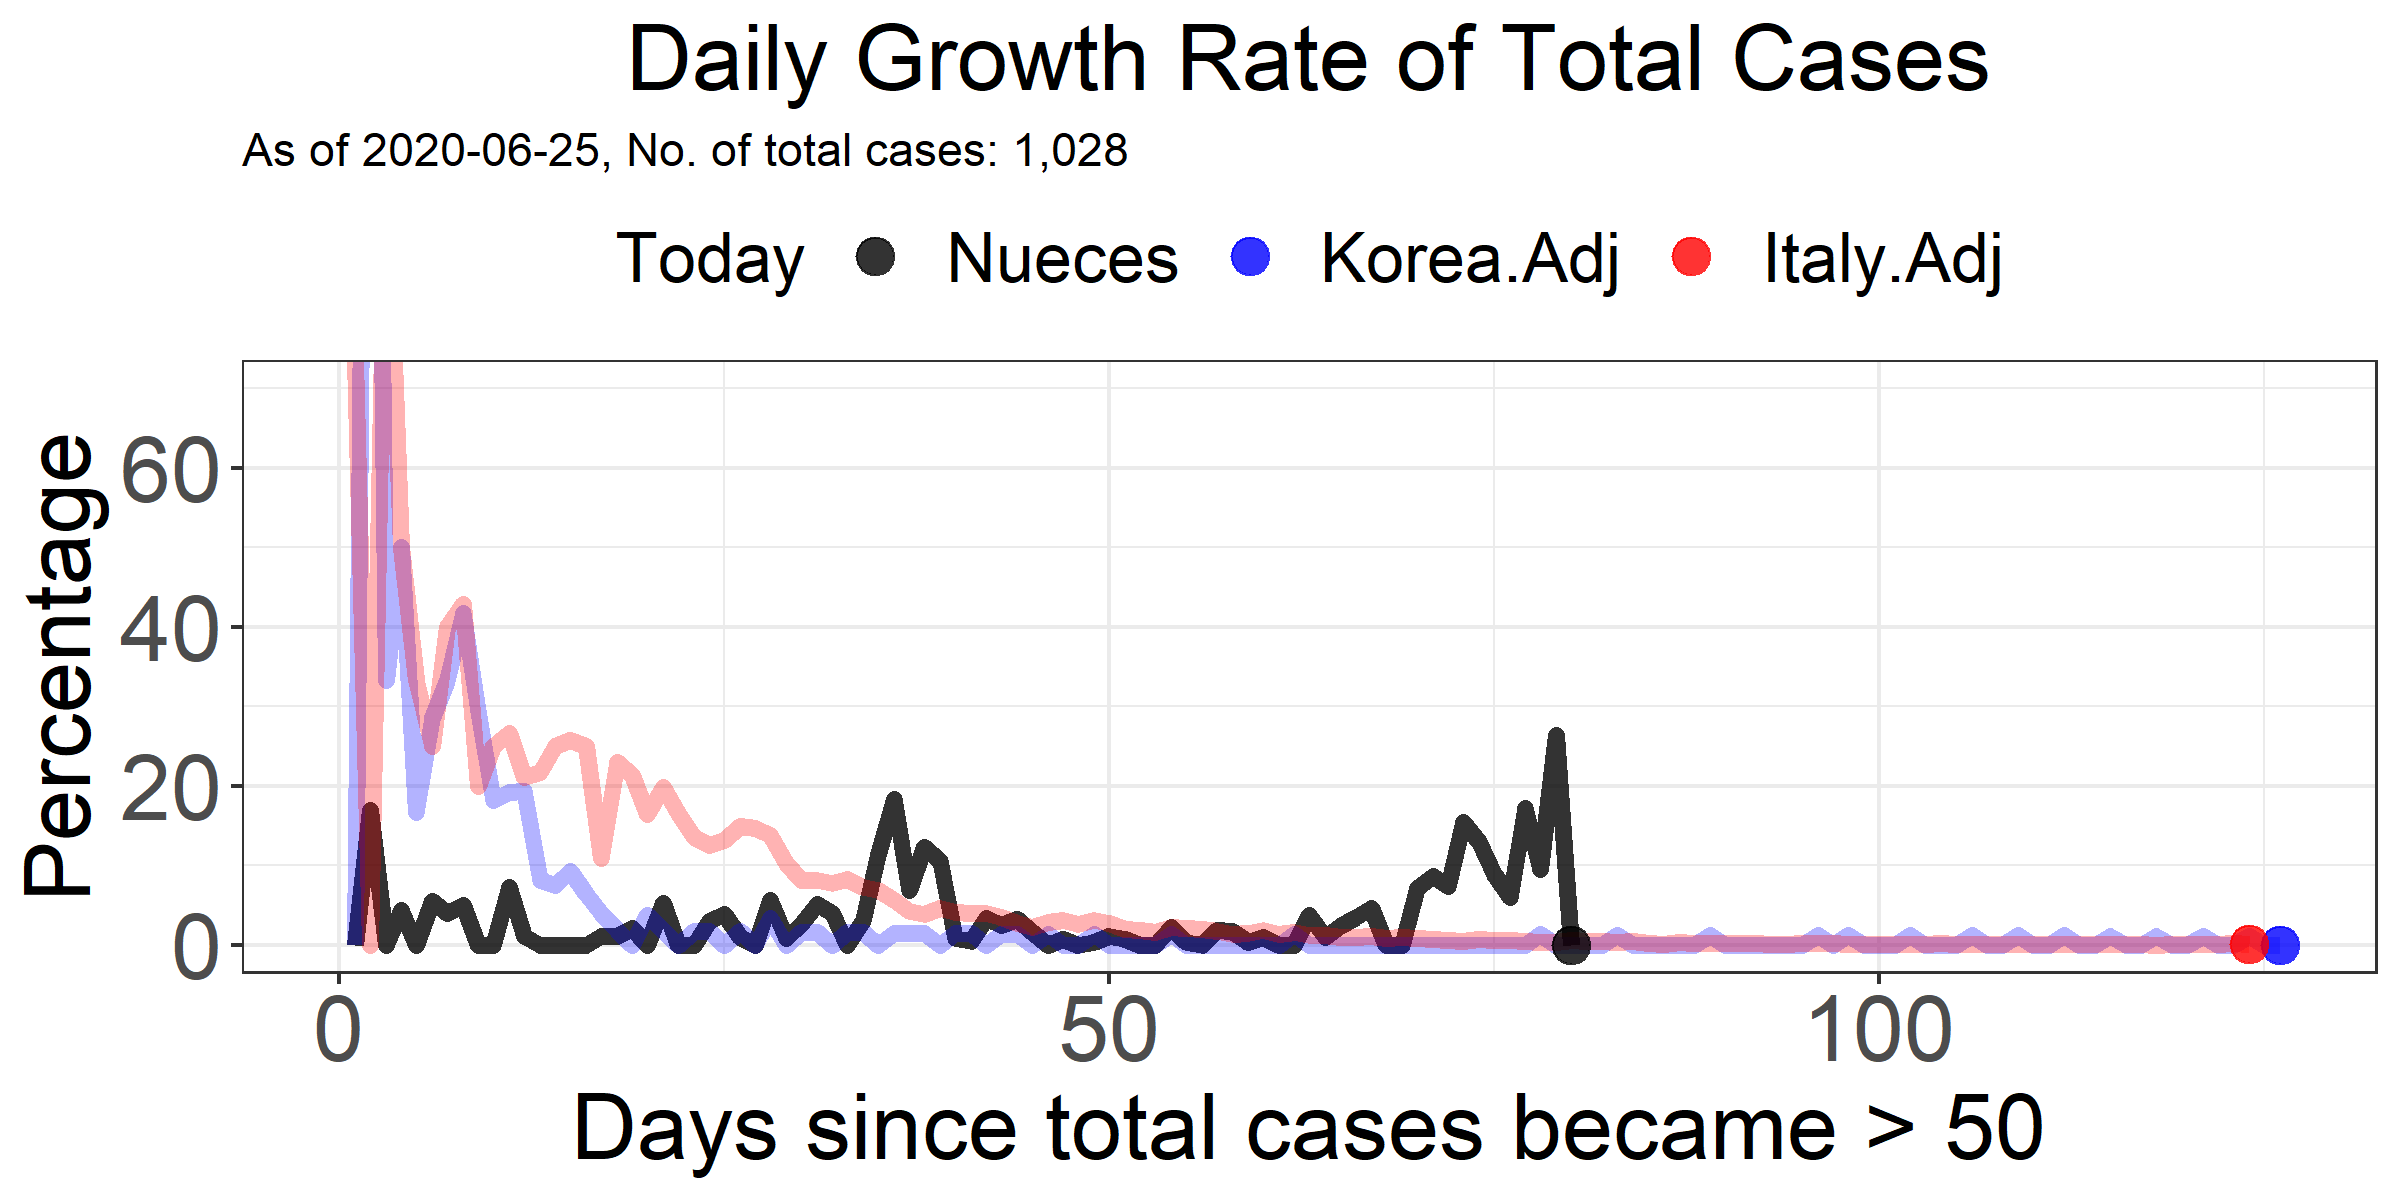 Daily Growth Rate of Total Cases
As of 2020-06-25, No. of total cases: 1,028
Today Nueces Korea.Adj Italy.Adj
Percentage
60
40
20
0
0 50 100
Days since total cases became > 50